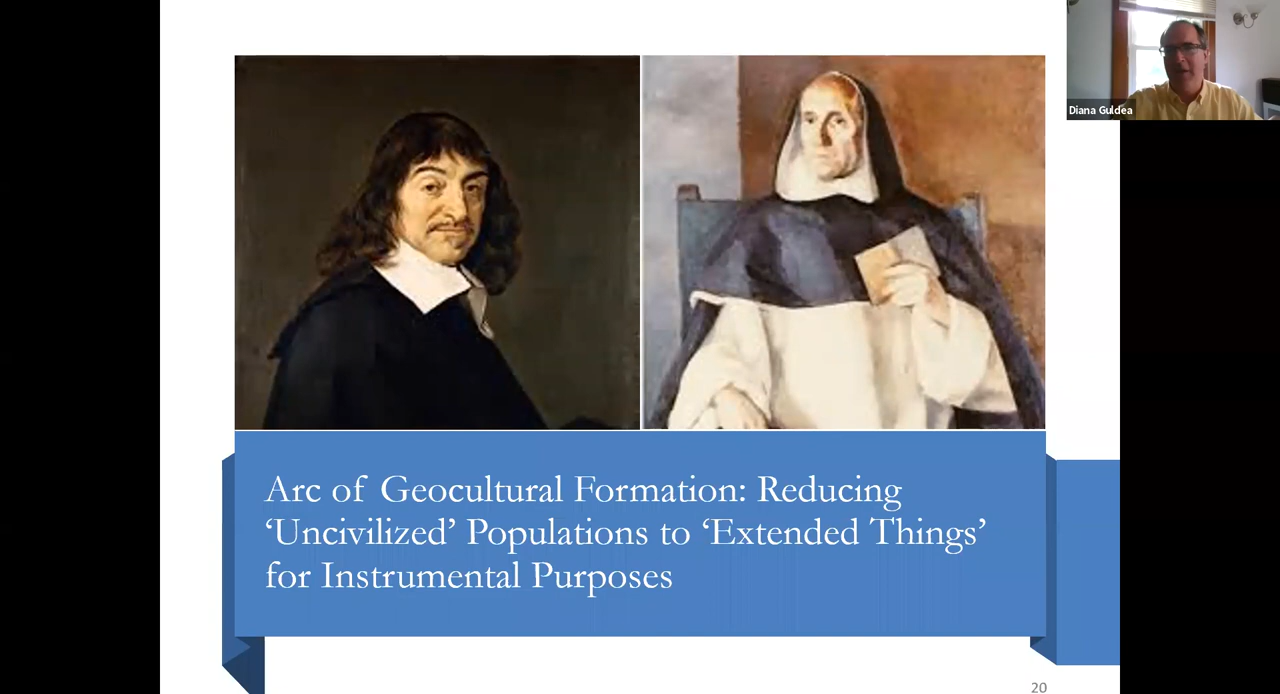 Diana Guldea
Arc of Geocultural Formation: Reducing
‘Uncivilized’ Populations to ‘Extended Things’
for Instrumental Purposes
20